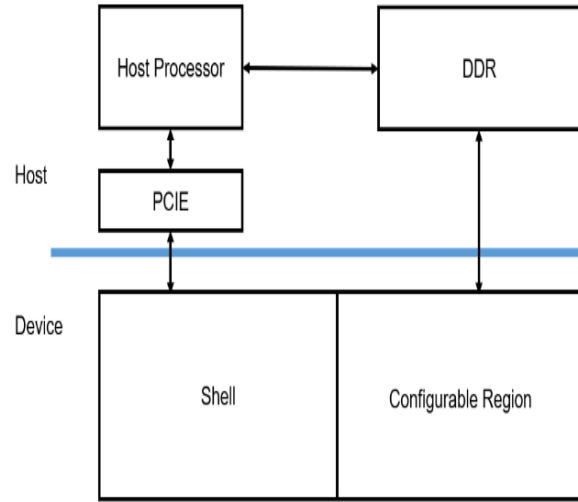 Host Processor
DDR
Host
PCIE
Device
Shell
Configurable Region